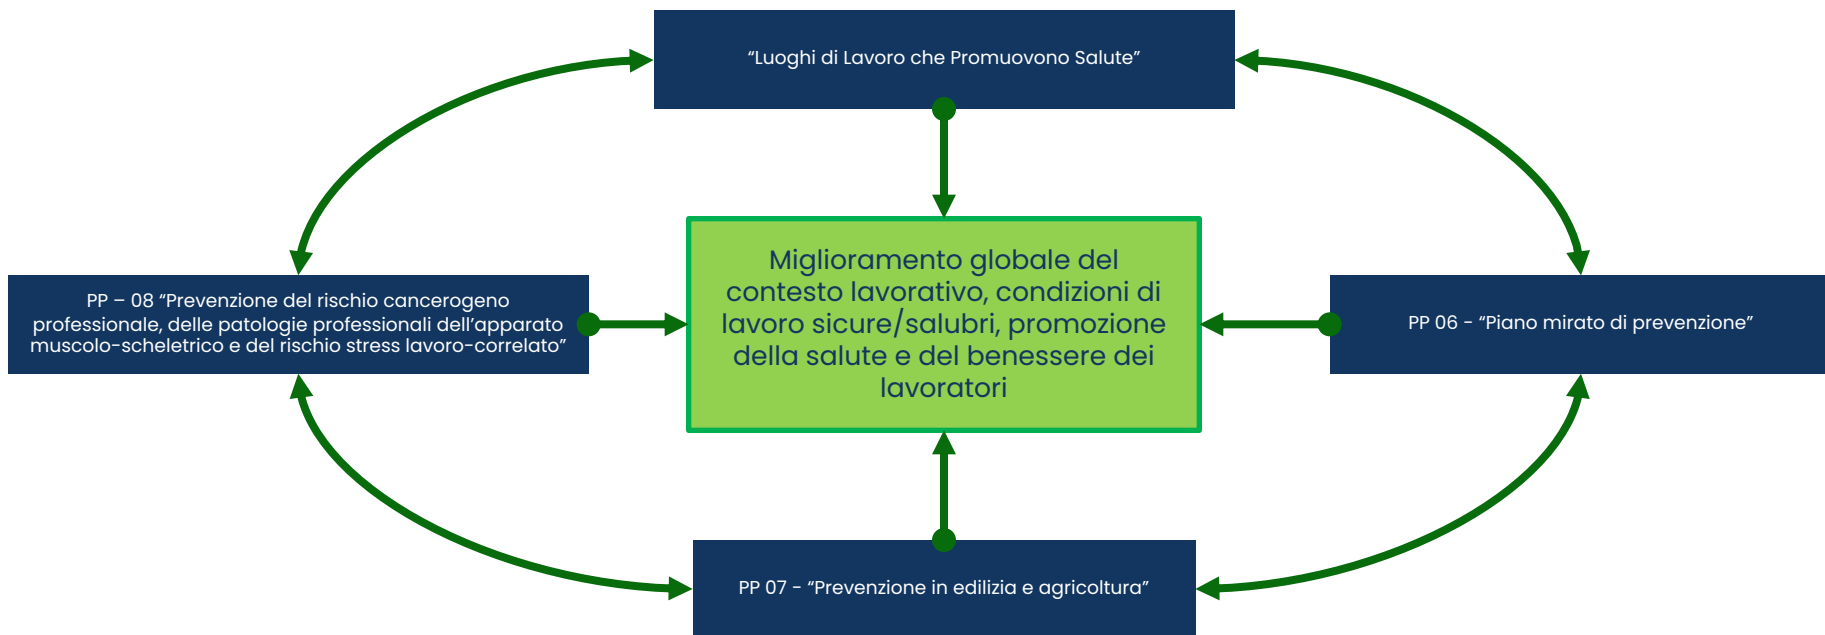 “Luoghi di Lavoro che Promuovono Salute”
Miglioramento globale del
contesto lavorativo, condizioni di
lavoro sicure/salubri, promozione
della salute e del benessere dei
lavoratori
PP – 08 “Prevenzione del rischio cancerogeno
professionale, delle patologie professionali dell’apparato
muscolo-scheletrico e del rischio stress lavoro-correlato”
PP 06 - “Piano mirato di prevenzione”
PP 07 - “Prevenzione in edilizia e agricoltura”